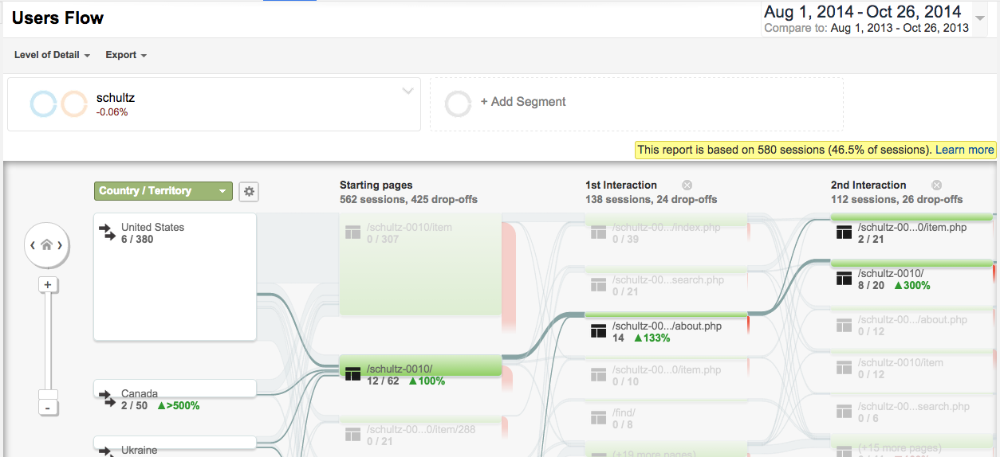 Users Flow
Aug 1, 2014 - Oct 26, 2014
Compare to: Aug 1, 2013 - Oct 26, 2013
Level of Detail
Export
schultz
-0.06%
+ Add Segment
This report is based on 580 sessions (46.5% of sessions). Learn more
Country / Territory
United States
6 / 380
Canada
2 / 50 ▲>500%
Ukraine
+
-
Starting pages
562 sessions, 425 drop-offs
/schultz-0010/item
0 / 307
/schultz-0010/
12 / 62 ▲100%
/schultz-00...0/item/288
0 / 21
1st Interaction
138 sessions, 24 drop-offs
/schultz-00.../index.php
0 / 39
/schultz-00...search.php
0 / 21
/schultz-00.../about.php
14 ▲133%
/schultz-00...0/item.php
0 / 10
/find/
0 / 8
(+19 more pages)
2nd Interaction
112 sessions, 26 drop-offs
/schultz-00...0/item.php
2 / 21
/schultz-0010/
8 / 20 ▲300%
/schultz-00.../about.php
0 / 12
/schultz-0010/item
0 / 12
/schultz-00...search.php
0 / 6
(+15 more pages)